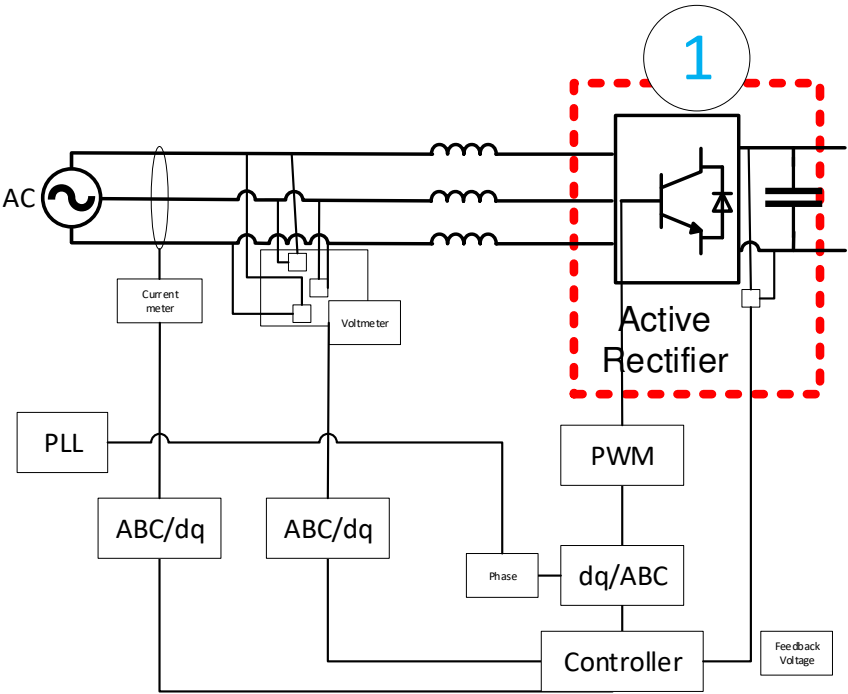 1
AC
Current
meter
Voltmeter
Active
Rectifier
PLL
PWM
ABC/dq
ABC/dq
Phase
dq/ABC
Controller
Feedback
Voltage